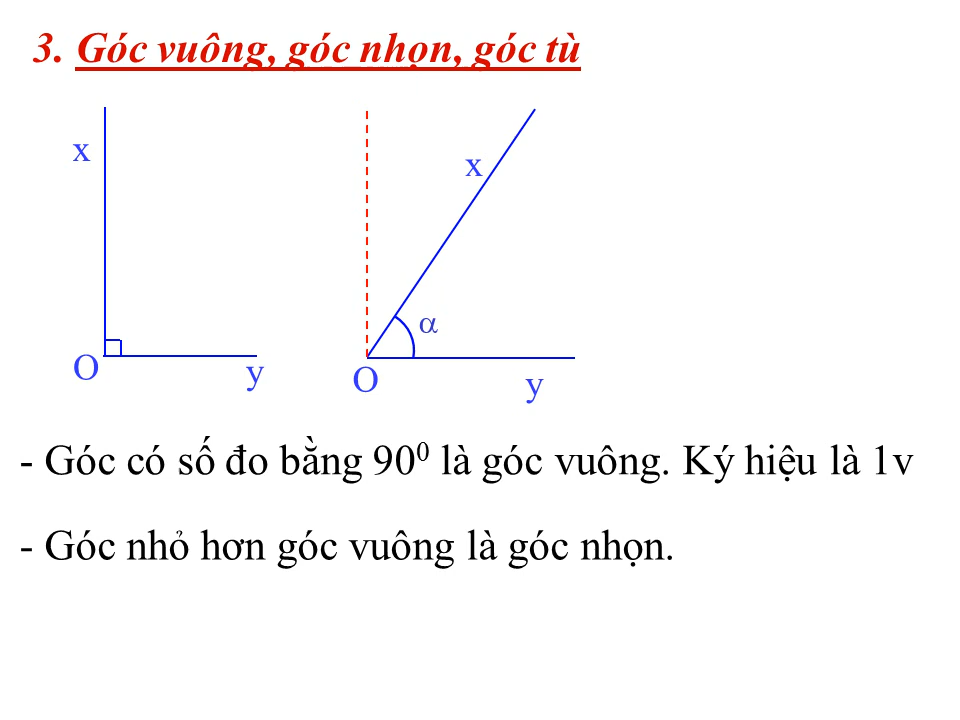 3. Góc vuông, góc nhọn, góc tù
x
x
α
O
y
O
y
- Góc có số đo bằng 90⁰ là góc vuông. Ký hiệu là 1v
- Góc nhỏ hơn góc vuông là góc nhọn.